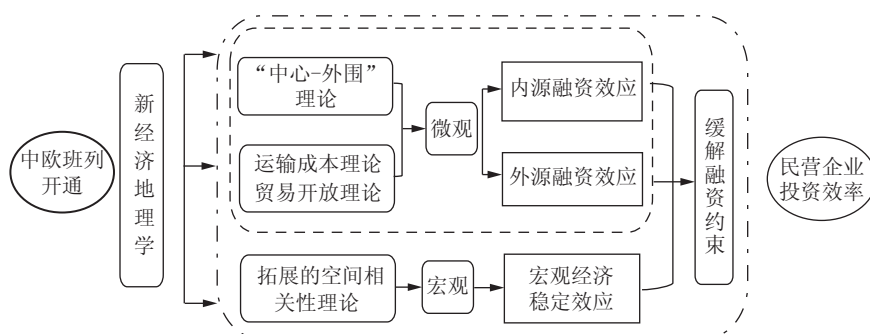 中欧班列
开通
新经济地理学
“中心-外围”
理论
运输成本理论
贸易开放理论
微观
内源融资效应
外源融资效应
拓展的空间相
关性理论
宏观
宏观经济
稳定效应
缓解融资约束
民营企业
投资效率